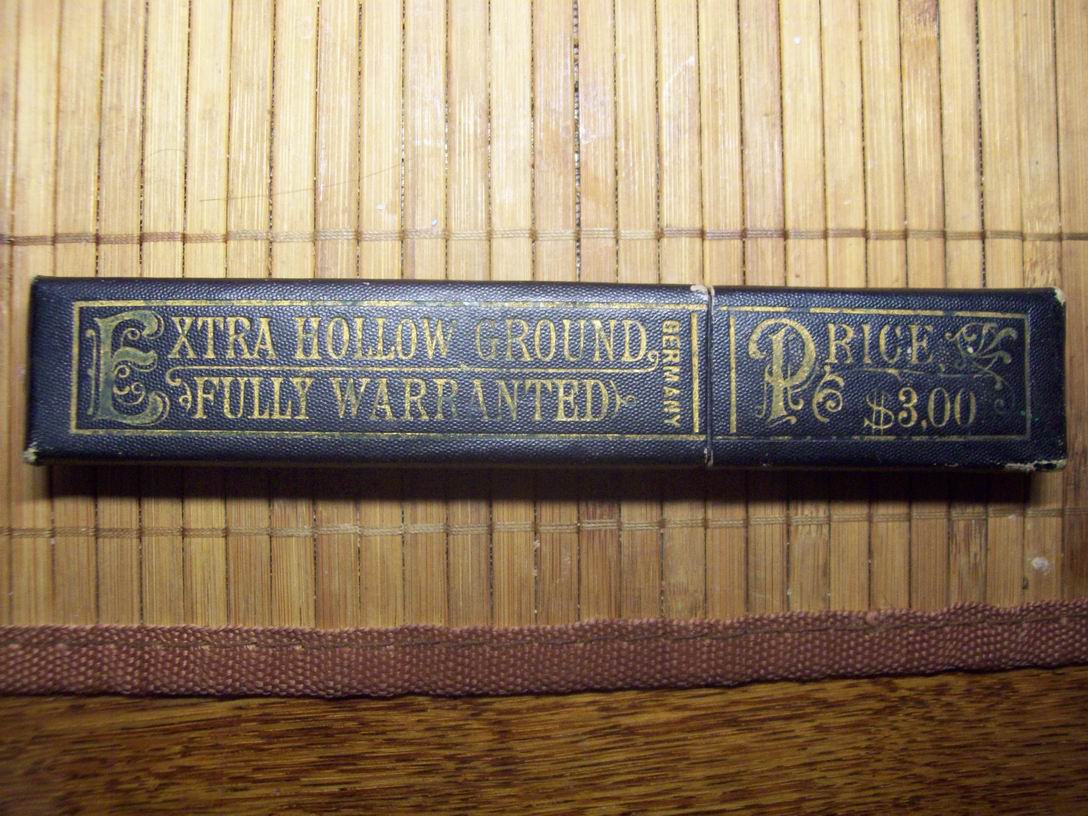 EXTRA HOLLOW GROUND
FULLY WARRANTED
GERMANY
PRICE
$3.00